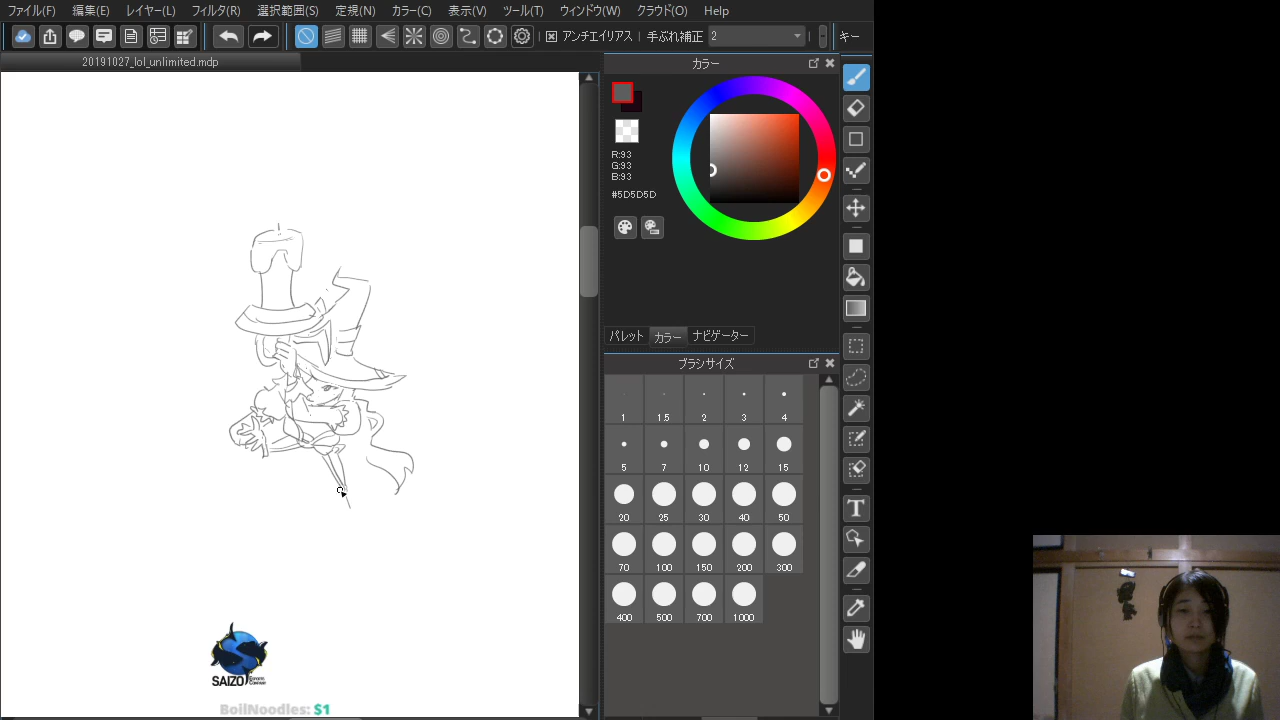 ファイル(F) 編集(E) レイヤー(L) フィルタ(R) 選択範囲(S) 定規(N) カラー(C) 表示(V) ツール(T) ウィンドウ(W) クラウド(O) Help
アンチエイリアス 手ぶれ補正 2 キー
カラー
R:93
G:93
B:93
#5D5D5D
パレット カラー ナビゲーター
ブラシサイズ
1 1.5 2 3 4
5 7 10 12 15
20 25 30 40 50
70 100 150 200 300
400 500 700 1000
T
SAIZO
BoilNoodles: $1